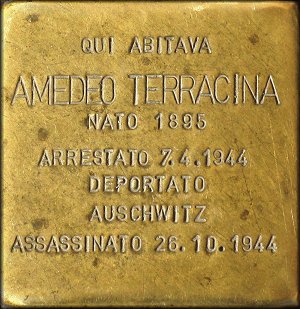 QUI ABITAVA
AMEDEO TERRACINA
NATO 1895
ARRESTATO 7.4.1944
DEPORTATO
AUSCHWITZ
ASSASSINATO 26.10.1944